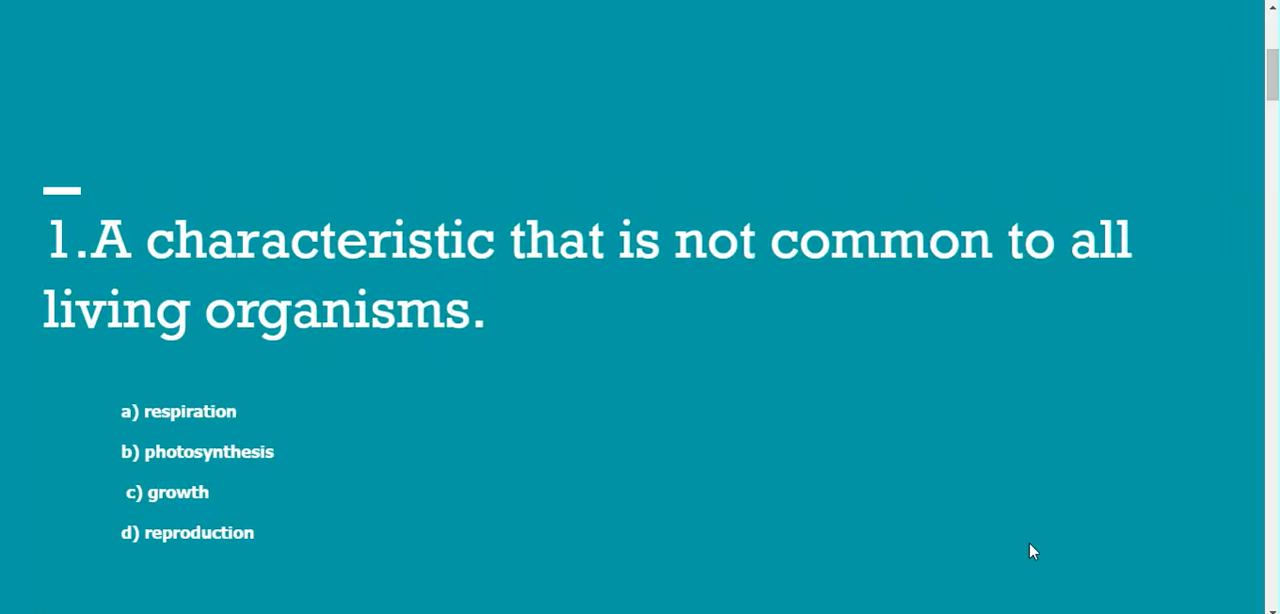 1.A characteristic that is not common to all
living organisms.
a) respiration
b) photosynthesis
c) growth
d) reproduction